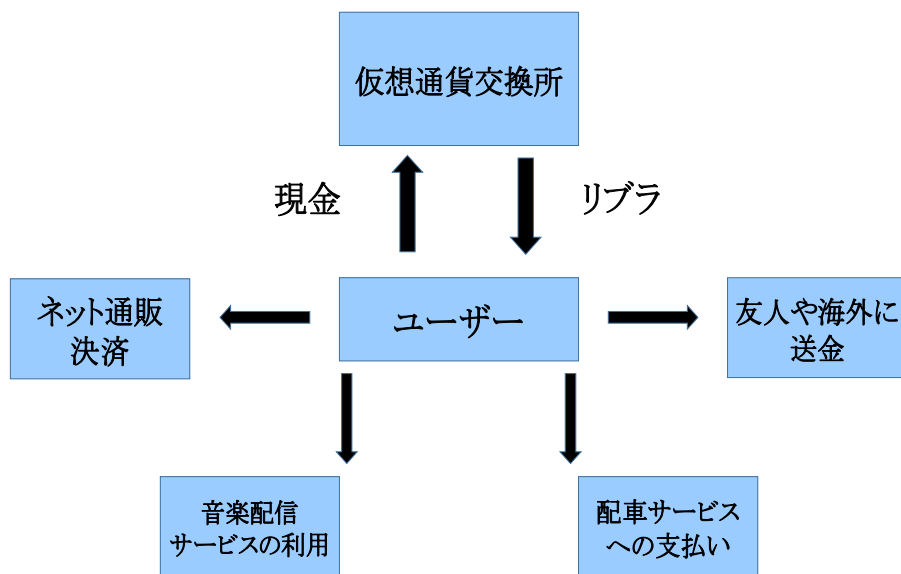 仮想通貨交換所
現金
リブラ
ネット通販
決済
ユーザー
友人や海外に
送金
音楽配信
サービスの利用
配車サービス
への支払い